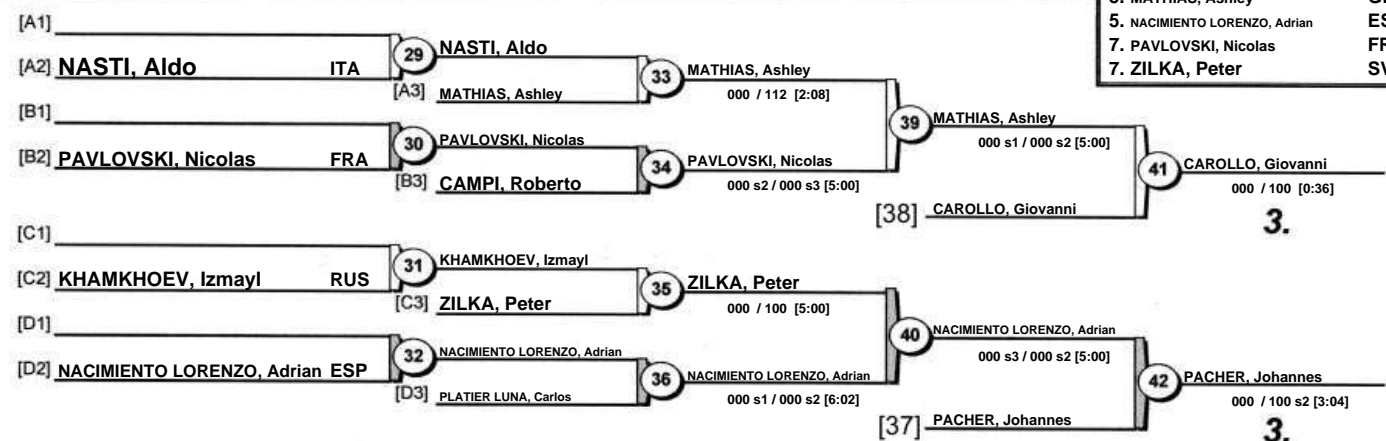 5. MATHIAS, Ashley
5. NACIMIENTO LORENZO, Adrian
7. PAVLOVSKI, Nicolas
7. ZILKA, Peter
[A1]
[A2] NASTI, Aldo ITA
29
NASTI, Aldo
[A3] MATHIAS, Ashley
33
MATHIAS, Ashley
000 / 112 [2:08]
[B1]
[B2] PAVLOVSKI, Nicolas FRA
30
PAVLOVSKI, Nicolas
[B3] CAMPI, Roberto
34
PAVLOVSKI, Nicolas
000 s2 / 000 s3 [5:00]
39
MATHIAS, Ashley
000 s1 / 000 s2 [5:00]
[38] CAROLLO, Giovanni
41
CAROLLO, Giovanni
000 / 100 [0:36]
3.
[C1]
[C2] KHAMKHOEV, Izmayl RUS
31
KHAMKHOEV, Izmayl
[C3] ZILKA, Peter
35
ZILKA, Peter
000 / 100 [5:00]
[D1]
[D2] NACIMIENTO LORENZO, Adrian ESP
32
NACIMIENTO LORENZO, Adrian
[D3] PLATIER LUNA, Carlos
36
NACIMIENTO LORENZO, Adrian
000 s1 / 000 s2 [6:02]
40
NACIMIENTO LORENZO, Adrian
000 s3 / 000 s2 [5:00]
[37] PACHER, Johannes
42
PACHER, Johannes
000 / 100 s2 [3:04]
3.